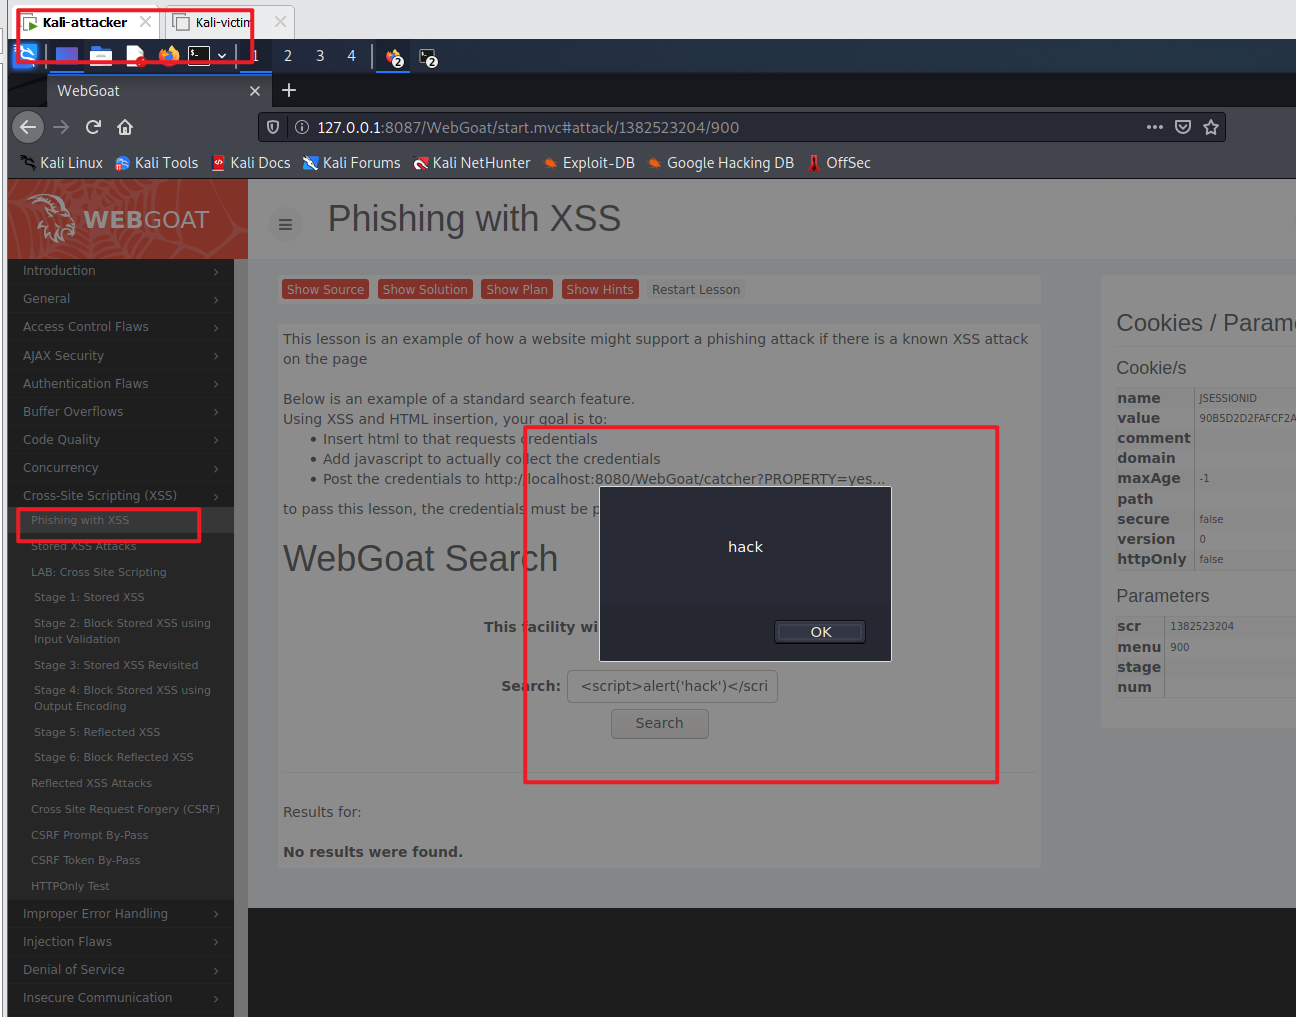 Kali-attacker
Kali-victim
1 2 3 4
2
2
WebGoat
127.0.0.1:8087/WebGoat/start.mvc#attack/1382523204/900
Kali Linux Kali Tools Kali Docs Kali Forums Kali NetHunter Exploit-DB Google Hacking DB OffSec
WEBGOAT
Introduction
General
Access Control Flaws
AJAX Security
Authentication Flaws
Buffer Overflows
Code Quality
Concurrency
Cross-Site Scripting (XSS)
Phishing with XSS
Stored XSS Attacks
LAB: Cross Site Scripting
Stage 1: Stored XSS
Stage 2: Block Stored XSS using
Input Validation
Stage 3: Stored XSS Revisited
Stage 4: Block Stored XSS using
Output Encoding
Stage 5: Reflected XSS
Stage 6: Block Reflected XSS
Reflected XSS Attacks
Cross Site Request Forgery (CSRF)
CSRF Prompt By-Pass
CSRF Token By-Pass
HTTPOnly Test
Improper Error Handling
Injection Flaws
Denial of Service
Insecure Communication
Phishing with XSS
Show Source Show Solution Show Plan Show Hints Restart Lesson
This lesson is an example of how a website might support a phishing attack if there is a known XSS attack
on the page
Below is an example of a standard search feature.
Using XSS and HTML insertion, your goal is to:
• Insert html to that requests credentials
• Add javascript to actually collect the credentials
• Post the credentials to http://localhost:8080/WebGoat/catcher?PROPERTY=yes...
to pass this lesson, the credentials must be p
WebGoat Search
This facility wi
Search: <script>alert('hack')</scri
Search
Results for:
No results were found.
hack
OK
Cookies / Parame
Cookie/s
name JSESSIONID
value 90B5D2D2FAFCF2A
comment
domain
maxAge -1
path
secure false
version 0
httpOnly false
Parameters
scr 1382523204
menu 900
stage
num